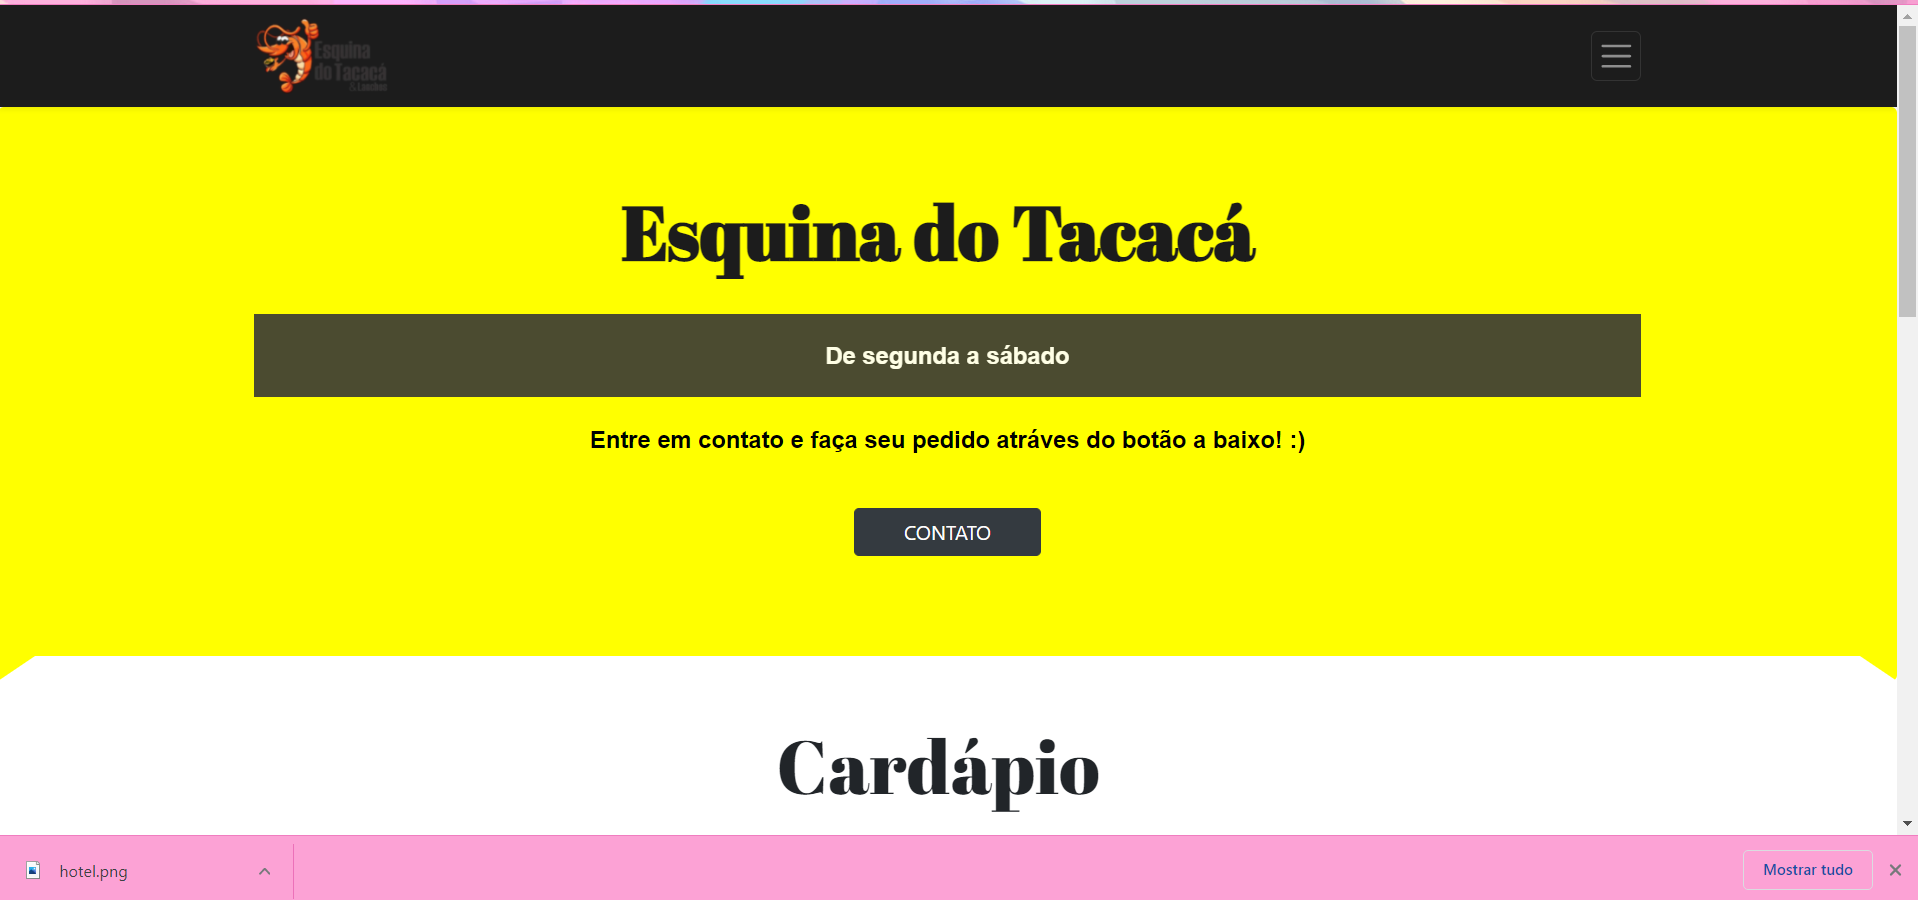 Esquina
do Tacacá
& Lanches
Esquina do Tacacá
De segunda a sábado
Entre em contato e faça seu pedido atráves do botão a baixo! :)
CONTATO
Cardápio
hotel.png
Mostrar tudo